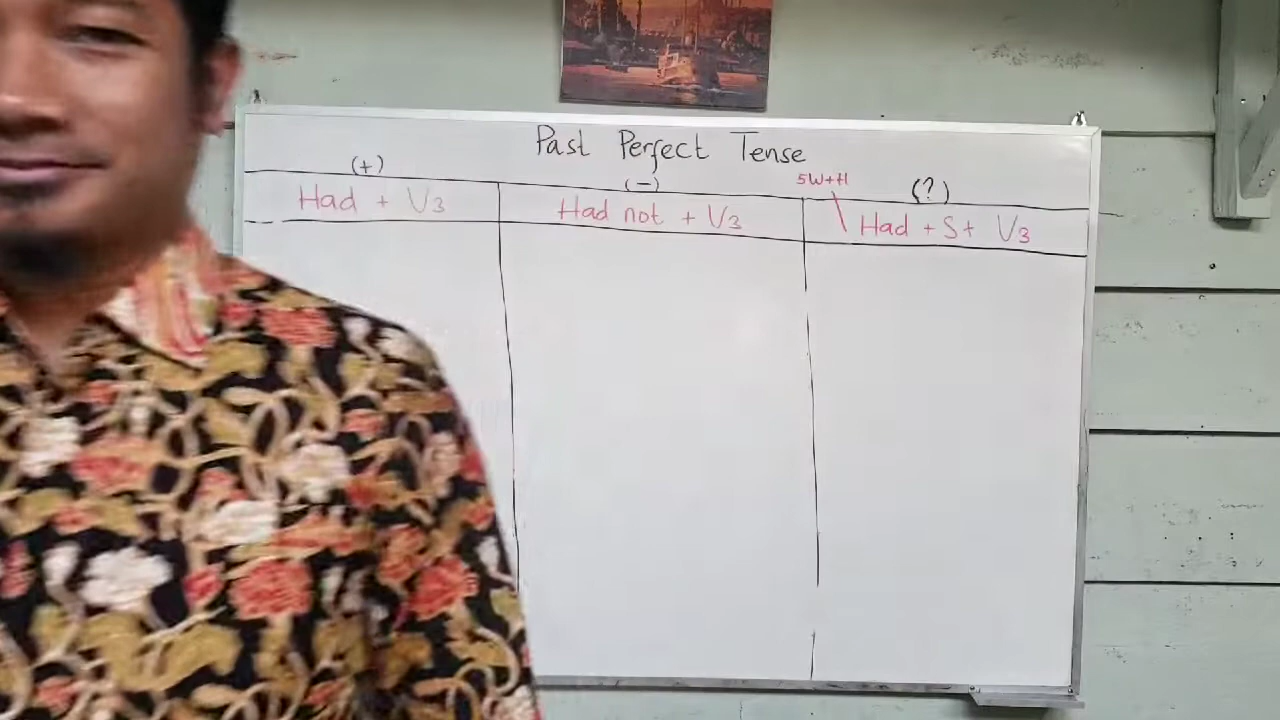 Past Perfect Tense
(+)
(-)
5W+H
(?)
Had + V3
Had not + V3
\ Had + S+ V3